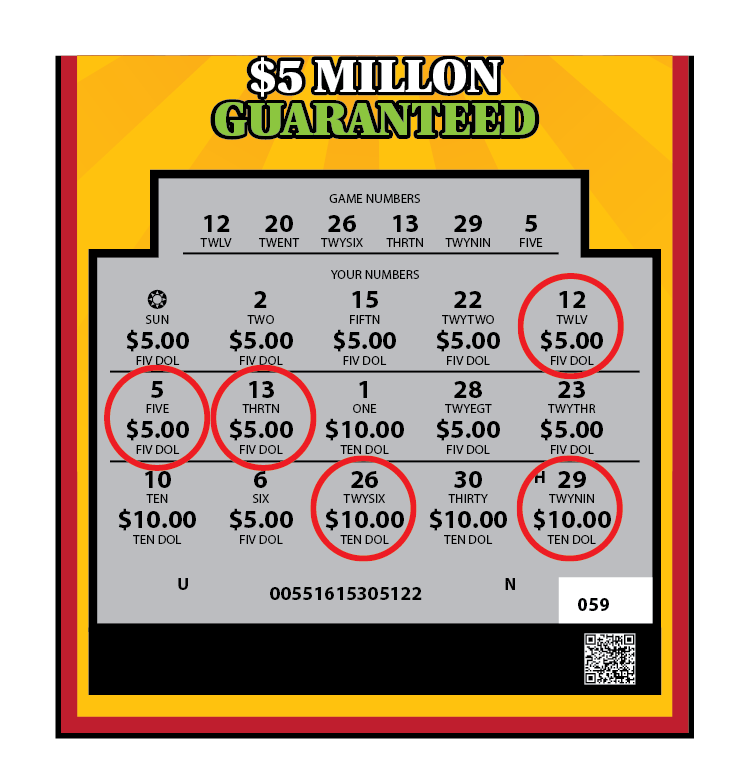 $5 MILLON
GUARANTEED
GAME NUMBERS
12 20 26 13 29 5
TWLV TWENT TWYSIX THRTN TWYNIN FIVE
YOUR NUMBERS
2 15 22 12
SUN TWO FIFTN TWYTWO TWLV
$5.00 $5.00 $5.00 $5.00 $5.00
FIV DOL FIV DOL FIV DOL FIV DOL FIV DOL
5 13 1 28 23
FIVE THRTN ONE TWYEGT TWYTHR
$5.00 $5.00 $10.00 $5.00 $5.00
FIV DOL FIV DOL TEN DOL FIV DOL FIV DOL
10 6 26 30 H 29
TEN SIX TWYSIX THIRTY TWYNIN
$10.00 $5.00 $10.00 $10.00 $10.00
TEN DOL FIV DOL TEN DOL TEN DOL TEN DOL
U 00551615305122 N
059